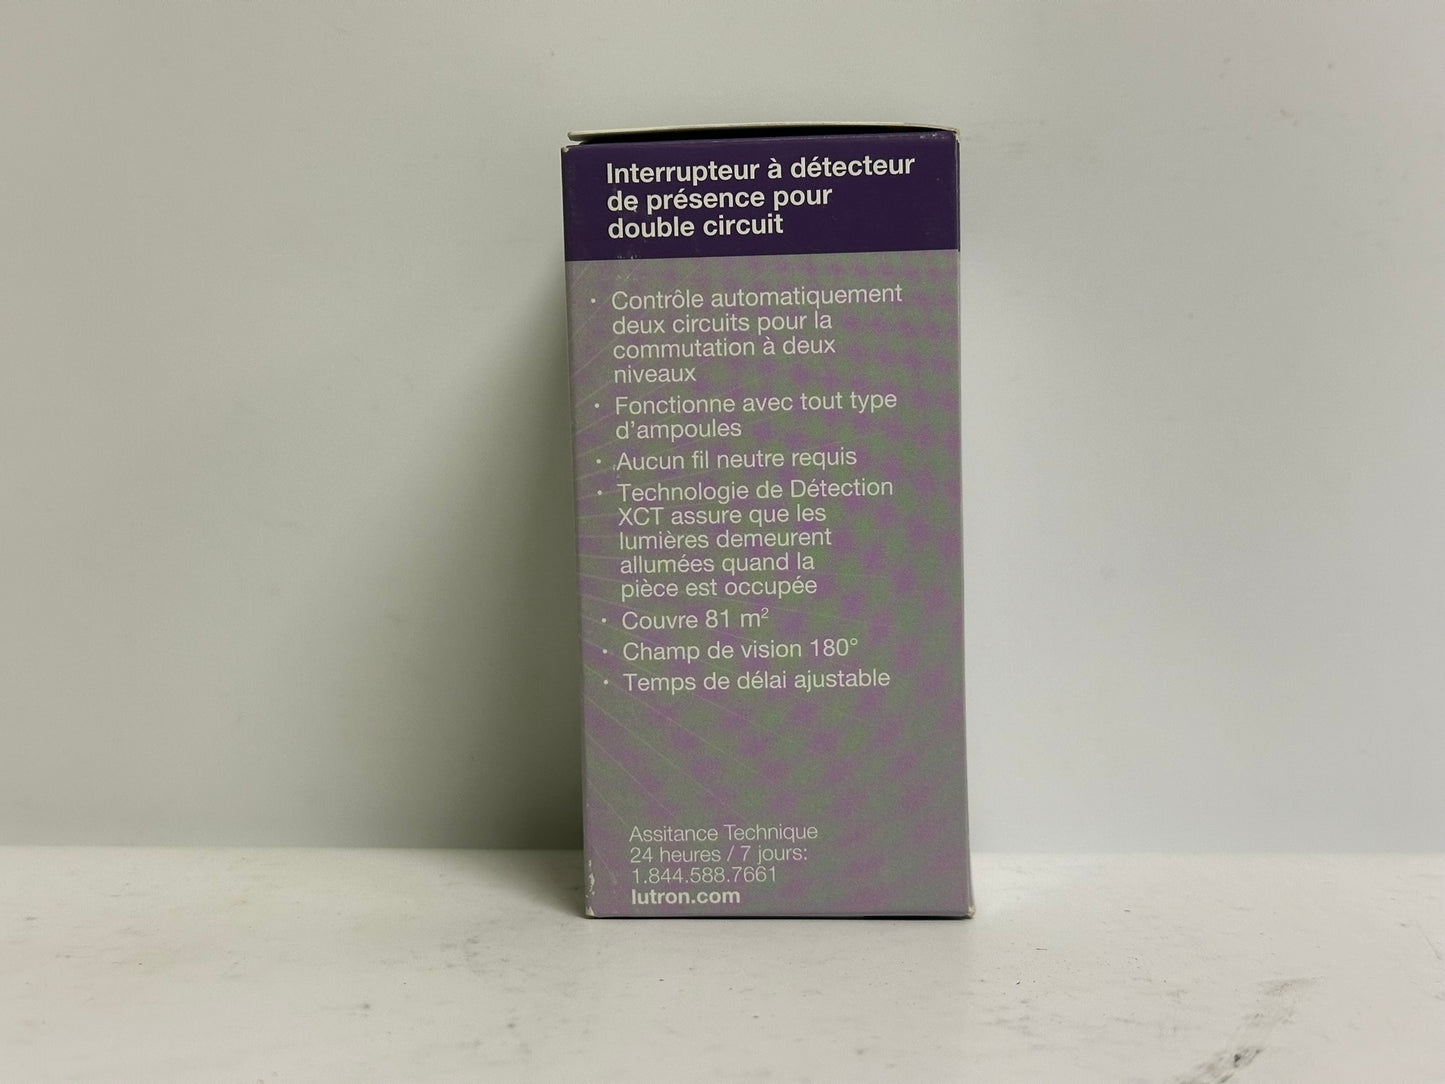 Interrupteur à détecteur
de présence pour
double circuit
• Contrôle automatiquement
deux circuits pour la
commutation à deux
niveaux
• Fonctionne avec tout type
d'ampoules
• Aucun fil neutre requis
• Technologie de Détection
XCT assure que les
lumières demeurent
allumées quand la
pièce est occupée
• Couvre 81 m²
• Champ de vision 180°
• Temps de délai ajustable
Assitance Technique
24 heures / 7 jours:
1.844.588.7661
lutron.com